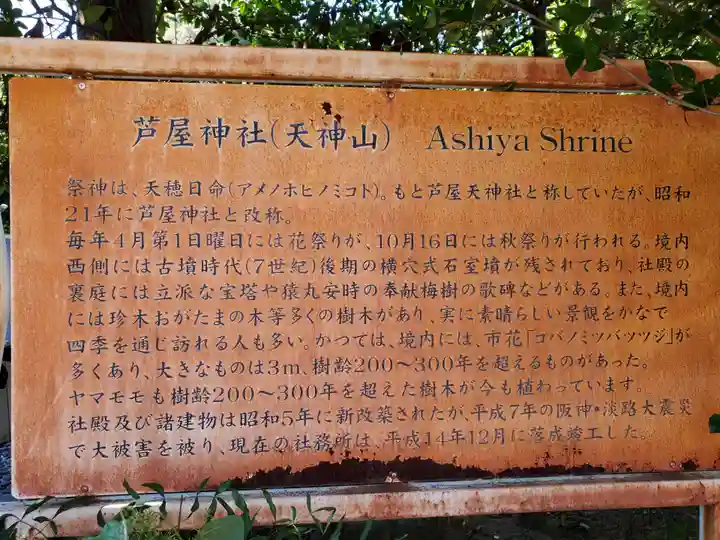 芦屋神社(天神山) Ashiya Shrine
祭神は、天穂日命(アメノホヒノミコト)。もと芦屋天神社と称していたが、昭和
21年に芦屋神社と改称。
毎年4月第1日曜日には花祭りが、10月16日には秋祭りが行われる。境内
西側には古墳時代(7世紀)後期の横穴式石室墳が残されており、社殿の
裏庭には立派な宝塔や猿丸安時の奉献梅樹の歌碑などがある。また、境内
には珍木おがたまの木等多くの樹木があり、実に素晴らしい景観をかなで
四季を通じ訪れる人も多い。かつては、境内には、市花「コバノミツバツツジ」が
多くあり、大きなものは3m、樹齢200〜300年を超えるものがあった。
ヤマモモも樹齢200〜300年を超えた樹木が今も植わっています。
社殿及び諸建物は昭和5年に新改築されたが、平成7年の阪神・淡路大震災
で大被害を被り、現在の社務所は、平成14年12月に落成竣工した。